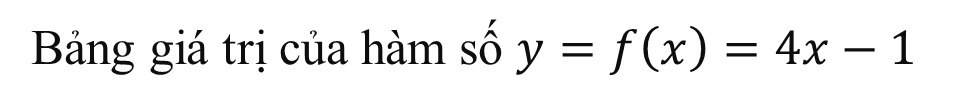 Bảng giá trị của hàm số y = f(x) = 4x − 1